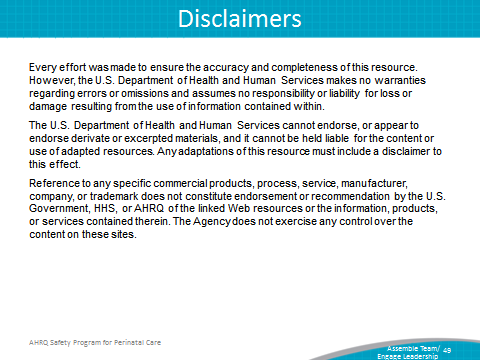 Disclaimers
Every effort was made to ensure the accuracy and completeness of this resource.
However, the U.S. Department of Health and Human Services makes no warranties
regarding errors or omissions and assumes no responsibility or liability for loss or
damage resulting from the use of information contained within.
The U.S. Department of Health and Human Services cannot endorse, or appear to
endorse derivate or excerpted materials, and it cannot be held liable for the content or
use of adapted resources. Any adaptations of this resource must include a disclaimer to
this effect.
Reference to any specific commercial products, process, service, manufacturer,
company, or trademark does not constitute endorsement or recommendation by the U.S.
Government, HHS, or AHRQ of the linked Web resources or the information, products,
or services contained therein. The Agency does not exercise any control over the
content on these sites.
AHRQ Safety Program for Perinatal Care
Assemble Team/
Engage Leadership
49